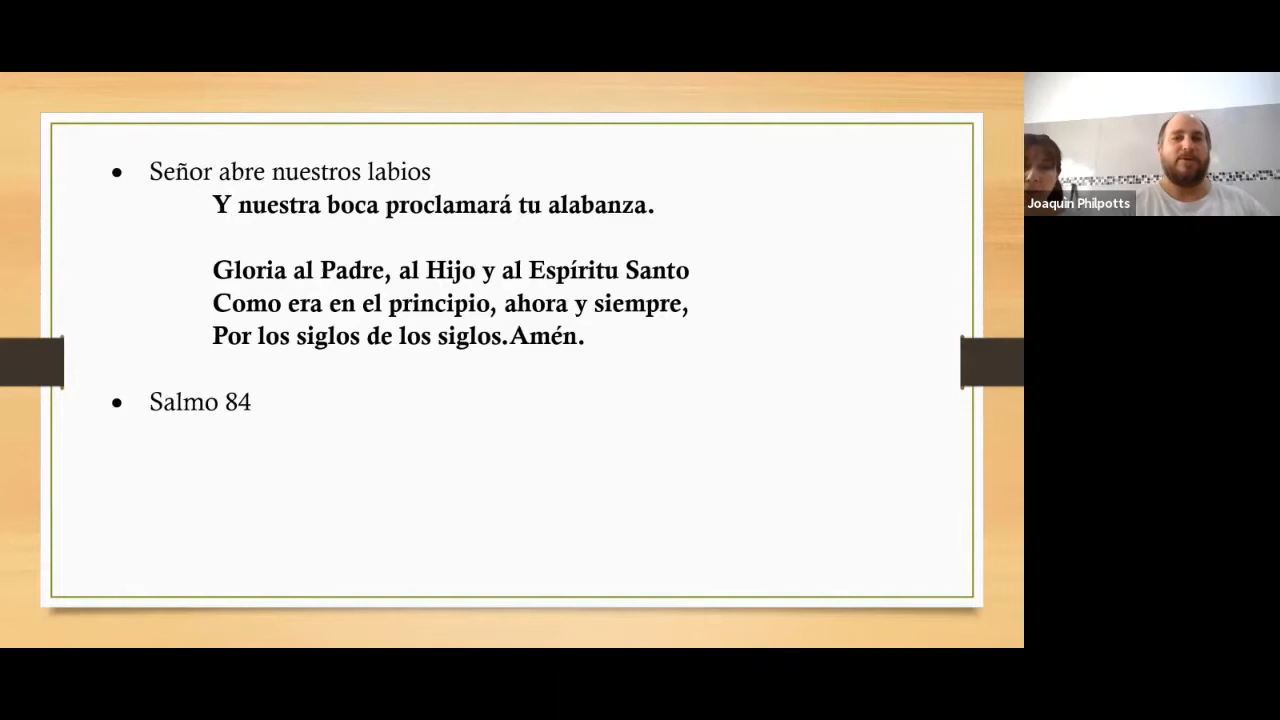 Señor abre nuestros labios
Y nuestra boca proclamará tu alabanza.
Gloria al Padre, al Hijo y al Espíritu Santo
Como era en el principio, ahora y siempre,
Por los siglos de los siglos.Amén.
Salmo 84
Joaquin Philpotts